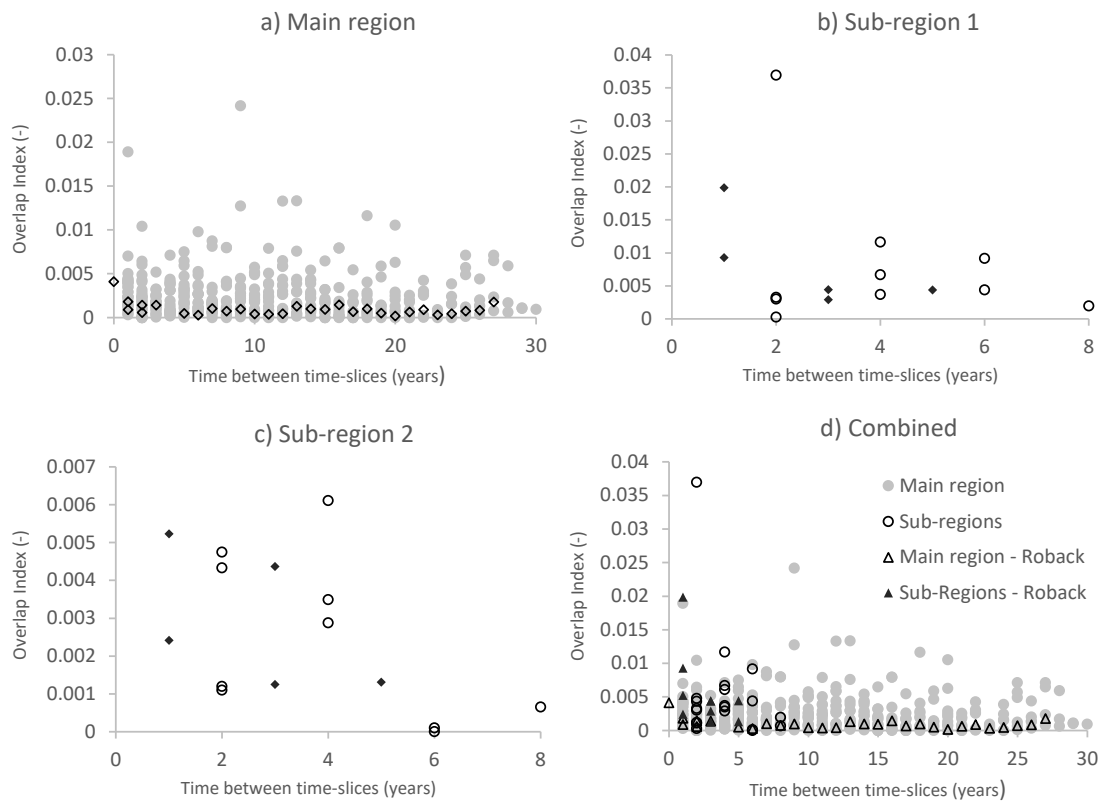 a) Main region
0.03
0.025
0.02
0.015
0.01
0.005
0
Overlap Index (-)
0 10 20 30
Time between time-slices (years)
b) Sub-region 1
0.04
0.035
0.03
0.025
0.02
0.015
0.01
0.005
0
Overlap Index (-)
0 2 4 6 8
Time between time-slices (years)
c) Sub-region 2
0.007
0.006
0.005
0.004
0.003
0.002
0.001
0
Overlap Index (-)
0 2 4 6 8
Time between time-slices (years)
d) Combined
0.04
0.035
0.03
0.025
0.02
0.015
0.01
0.005
0
Overlap Index (-)
Main region
Sub-regions
Main region - Roback
Sub-Regions - Roback
0 5 10 15 20 25 30
Time between time-slices (years)